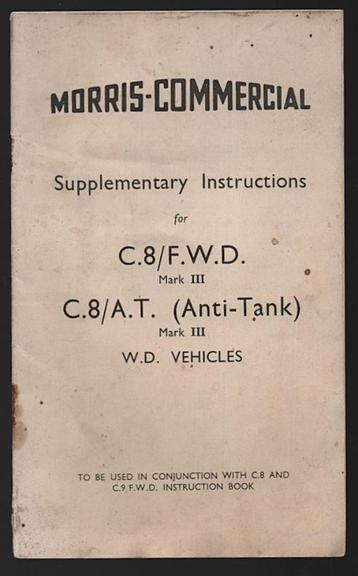 MORRIS-COMMERCIAL
Supplementary Instructions
for
C.8/F.W.D.
Mark III
C.8/A.T. (Anti-Tank)
Mark III
W.D. VEHICLES
TO BE USED IN CONJUNCTION WITH C.8 AND
C.9/F.W.D. INSTRUCTION BOOK